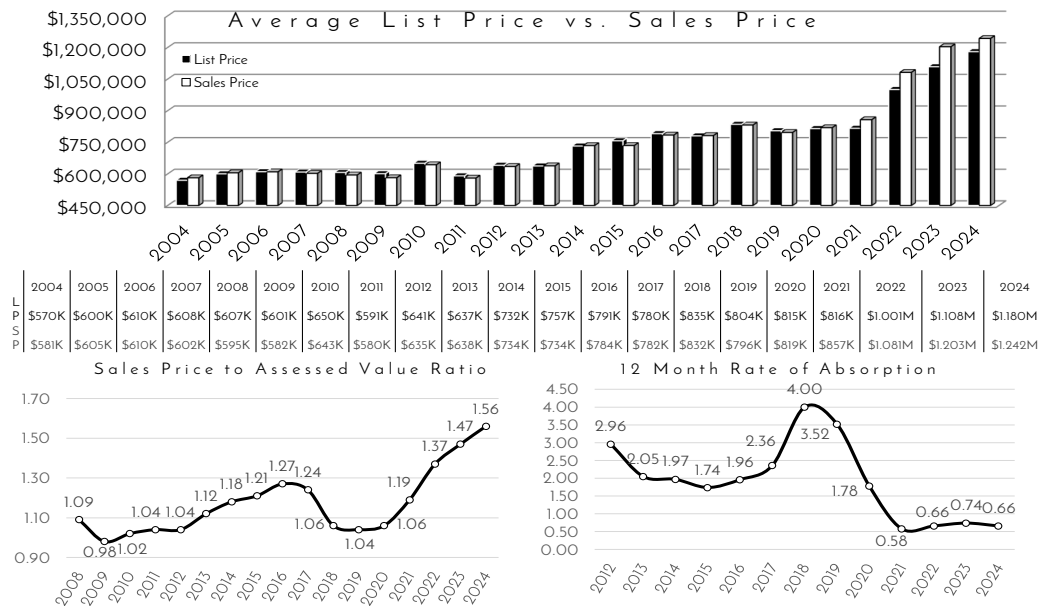 Average List Price vs. Sales Price
$1,350,000
$1,200,000
$1,050,000
$900,000
$750,000
$600,000
$450,000
List Price
Sales Price
2004 2005 2006 2007 2008 2009 2010 2011 2012 2013 2014 2015 2016 2017 2018 2019 2020 2021 2022 2023 2024
2004 2005 2006 2007 2008 2009 2010 2011 2012 2013 2014 2015 2016 2017 2018 2019 2020 2021 2022 2023 2024
LP $570K $600K $610K $608K $607K $601K $650K $591K $641K $637K $732K $757K $791K $780K $835K $804K $815K $816K $1.001M $1.108M $1.180M
SP $581K $605K $610K $602K $595K $582K $643K $580K $635K $638K $734K $734K $784K $782K $832K $796K $819K $857K $1.081M $1.203M $1.242M
Sales Price to Assessed Value Ratio
1.70
1.50
1.30
1.10
0.90
1.09 0.98 1.02 1.04 1.04 1.12 1.18 1.21 1.27 1.24 1.06 1.04 1.06 1.19 1.37 1.47 1.56
2008 2009 2010 2011 2012 2013 2014 2015 2016 2017 2018 2019 2020 2021 2022 2023 2024
12 Month Rate of Absorption
4.50
4.00
3.50
3.00
2.50
2.00
1.50
1.00
0.50
0.00
2.96 2.05 1.97 1.74 1.96 2.36 4.00 3.52 1.78 0.58 0.66 0.74 0.66
2012 2013 2014 2015 2016 2017 2018 2019 2020 2021 2022 2023 2024